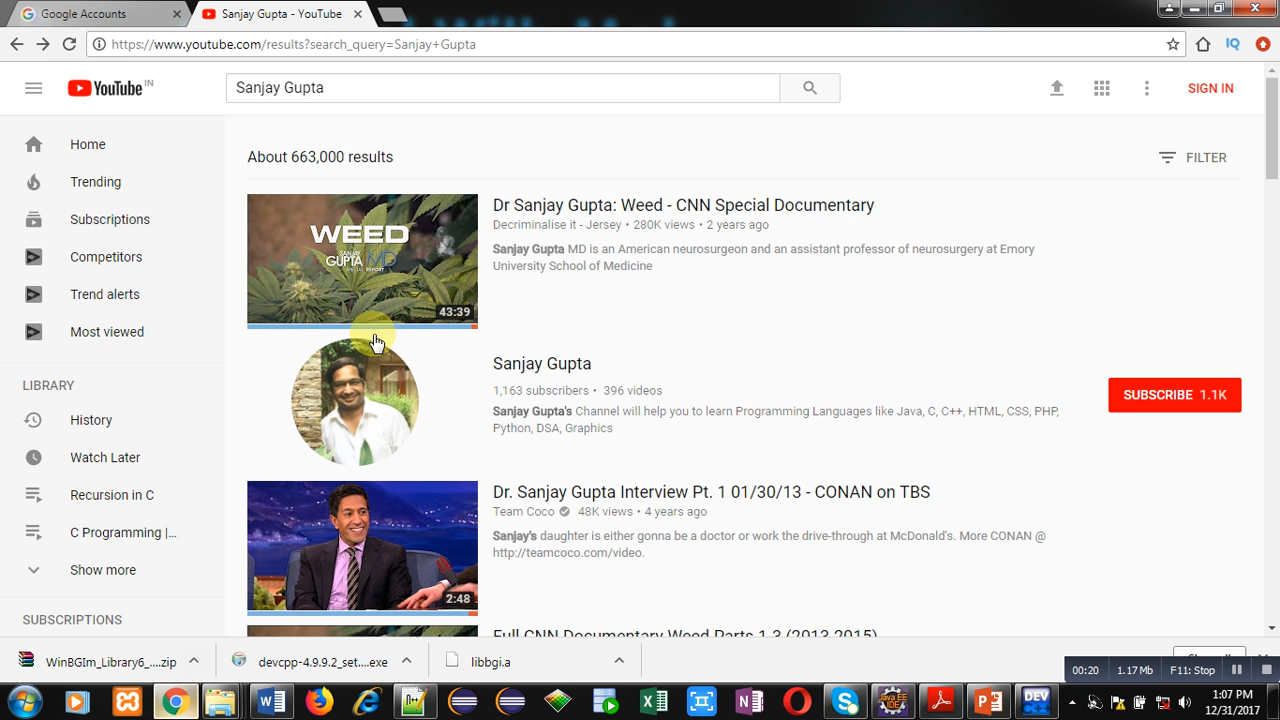 Google Accounts
Sanjay Gupta - YouTube
https://www.youtube.com/results?search_query=Sanjay+Gupta
IQ
YouTube IN
Sanjay Gupta
SIGN IN
Home
Trending
Subscriptions
Competitors
Trend alerts
Most viewed
LIBRARY
History
Watch Later
Recursion in C
C Programming |...
Show more
SUBSCRIPTIONS
About 663,000 results
FILTER
WEED
SANJAY
GUPTA MD
SPECIAL REPORT
43:39
Dr Sanjay Gupta: Weed - CNN Special Documentary
Decriminalise it - Jersey • 280K views • 2 years ago
Sanjay Gupta MD is an American neurosurgeon and an assistant professor of neurosurgery at Emory
University School of Medicine
Sanjay Gupta
1,163 subscribers • 396 videos
Sanjay Gupta's Channel will help you to learn Programming Languages like Java, C, C++, HTML, CSS, PHP,
Python, DSA, Graphics
SUBSCRIBE 1.1K
2:48
Dr. Sanjay Gupta Interview Pt. 1 01/30/13 - CONAN on TBS
Team Coco 48K views • 4 years ago
Sanjay's daughter is either gonna be a doctor or work the drive-through at McDonald's. More CONAN @
http://teamcoco.com/video.
Full CNN Documentary Weed Parts 1-3 (2013-2015)
WinBGIm_Library6_....zip
devcpp-4.9.9.2_set....exe
libbgi.a
00:20
1.17 Mb
F11: Stop
DEV
C++
1:07 PM
12/31/2017